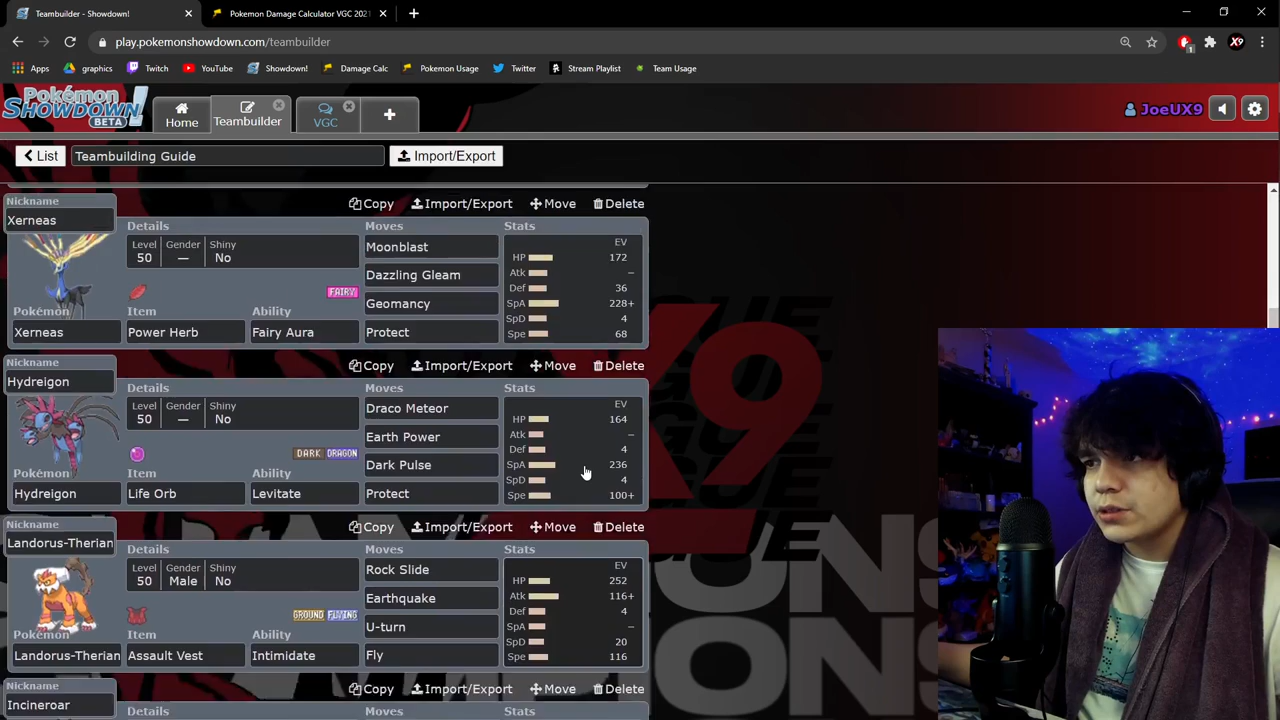 Teambuilder - Showdown!
Pokemon Damage Calculator VGC 2021
play.pokemonshowdown.com/teambuilder
1
X9
Apps graphics Twitch YouTube Showdown! Damage Calc Pokemon Usage Twitter Stream Playlist Team Usage
Pokémon
SHOWDOWN!
BETA
Home
Teambuilder
VGC
JoeUX9
List Teambuilding Guide Import/Export
Nickname Copy Import/Export Move Delete
Xerneas
Details Moves Stats
Level Gender Shiny
50 — No
EV
Moonblast
Dazzling Gleam
Geomancy
Protect
HP 172
Atk –
Def 36
SpA 228+
SpD 4
Spe 68
FAIRY
Pokémon Item Ability
Xerneas Power Herb Fairy Aura
Nickname Copy Import/Export Move Delete
Hydreigon
Details Moves Stats
Level Gender Shiny
50 — No
EV
Draco Meteor
Earth Power
Dark Pulse
Protect
HP 164
Atk –
Def 4
SpA 236
SpD 4
Spe 100+
DARK DRAGON
Pokémon Item Ability
Hydreigon Life Orb Levitate
Nickname Copy Import/Export Move Delete
Landorus-Therian
Details Moves Stats
Level Gender Shiny
50 Male No
EV
Rock Slide
Earthquake
U-turn
Fly
HP 252
Atk 116+
Def 4
SpA –
SpD 20
Spe 116
GROUND FLYING
Pokémon Item Ability
Landorus-Therian Assault Vest Intimidate
Nickname Copy Import/Export Move Delete
Incineroar
Details Moves Stats
EV